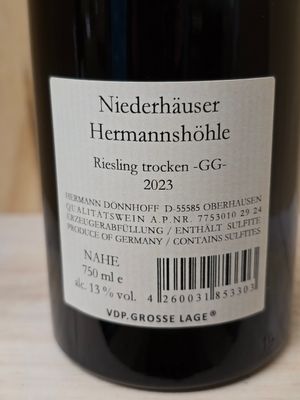 Niederhäuser
Hermannshöhle
Riesling trocken -GG-
2023
HERMANN DÖNNHOFF D-55585 OBERHAUSEN
QUALITÄTSWEIN A.P.NR. 7753010 29 24
ERZEUGERABFÜLLUNG / ENTHÄLT SULFITE
PRODUCE OF GERMANY / CONTAINS SULFITES
NAHE
750 ml e
alc. 13 % vol.
4 260031 853303
VDP.GROSSE LAGE®